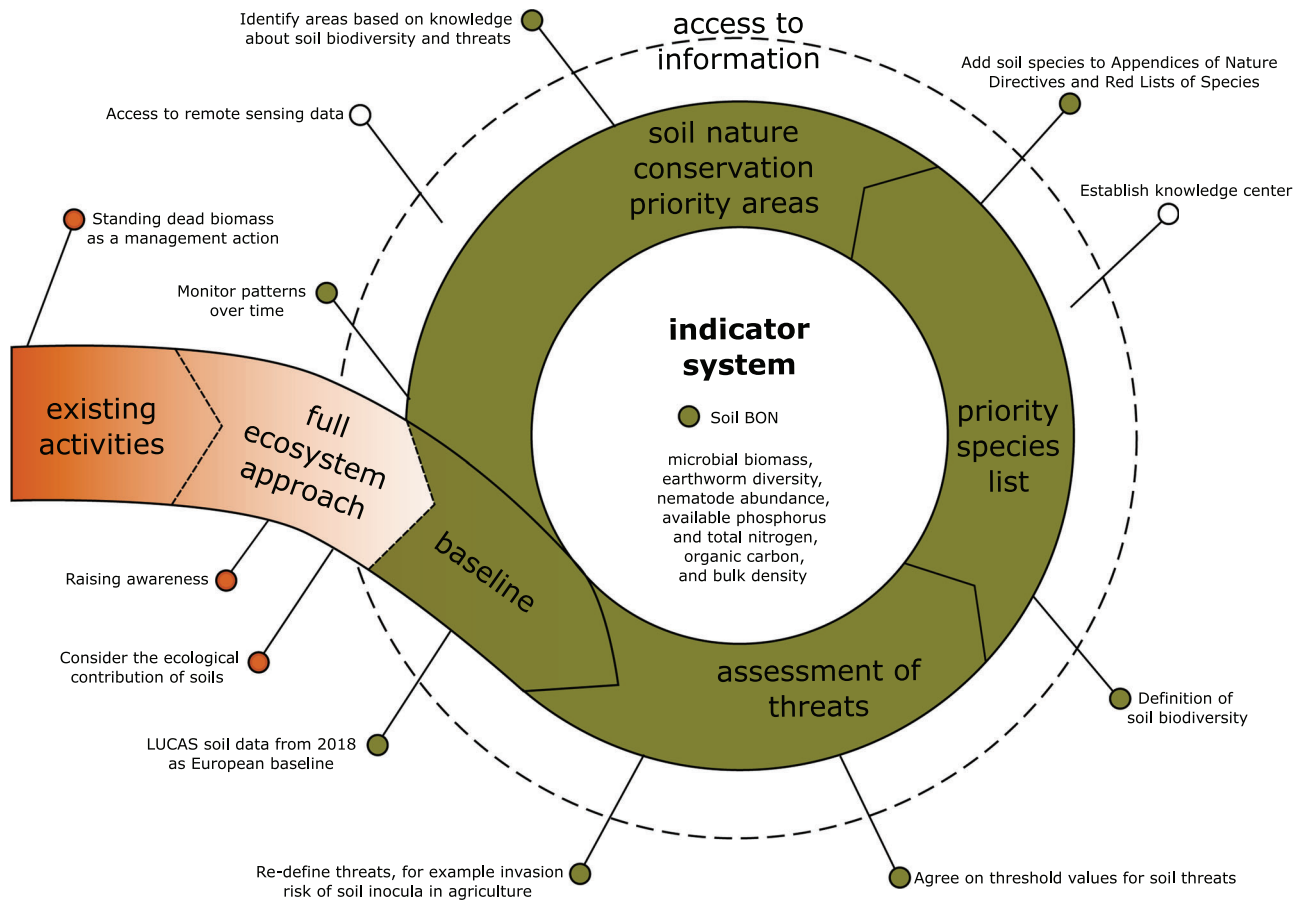 Identify areas based on knowledge
about soil biodiversity and threats
access to
information
Add soil species to Appendices of Nature
Directives and Red Lists of Species
Access to remote sensing data
soil nature
conservation
priority areas
Establish knowledge center
Standing dead biomass
as a management action
Monitor patterns
over time
indicator
system
Soil BON
microbial biomass,
earthworm diversity,
nematode abundance,
available phosphorus
and total nitrogen,
organic carbon,
and bulk density
existing
activities
full
ecosystem
approach
priority
species
list
baseline
Raising awareness
Consider the ecological
contribution of soils
assessment of
threats
Definition of
soil biodiversity
LUCAS soil data from 2018
as European baseline
Re-define threats, for example invasion
risk of soil inocula in agriculture
Agree on threshold values for soil threats